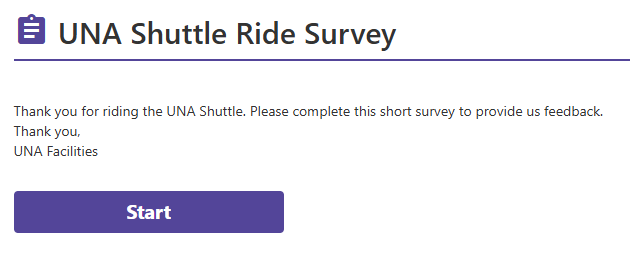 UNA Shuttle Ride Survey
Thank you for riding the UNA Shuttle. Please complete this short survey to provide us feedback.
Thank you,
UNA Facilities
Start